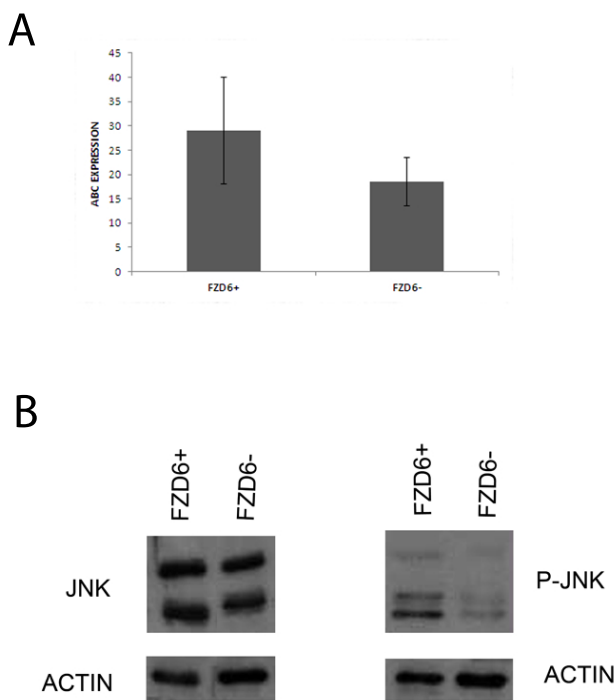 A
45
40
35
30
25
20
15
10
5
0
ABC EXPRESSION
FZD6+ FZD6-
B
FZD6+ FZD6- FZD6+ FZD6-
JNK P-JNK
ACTIN ACTIN